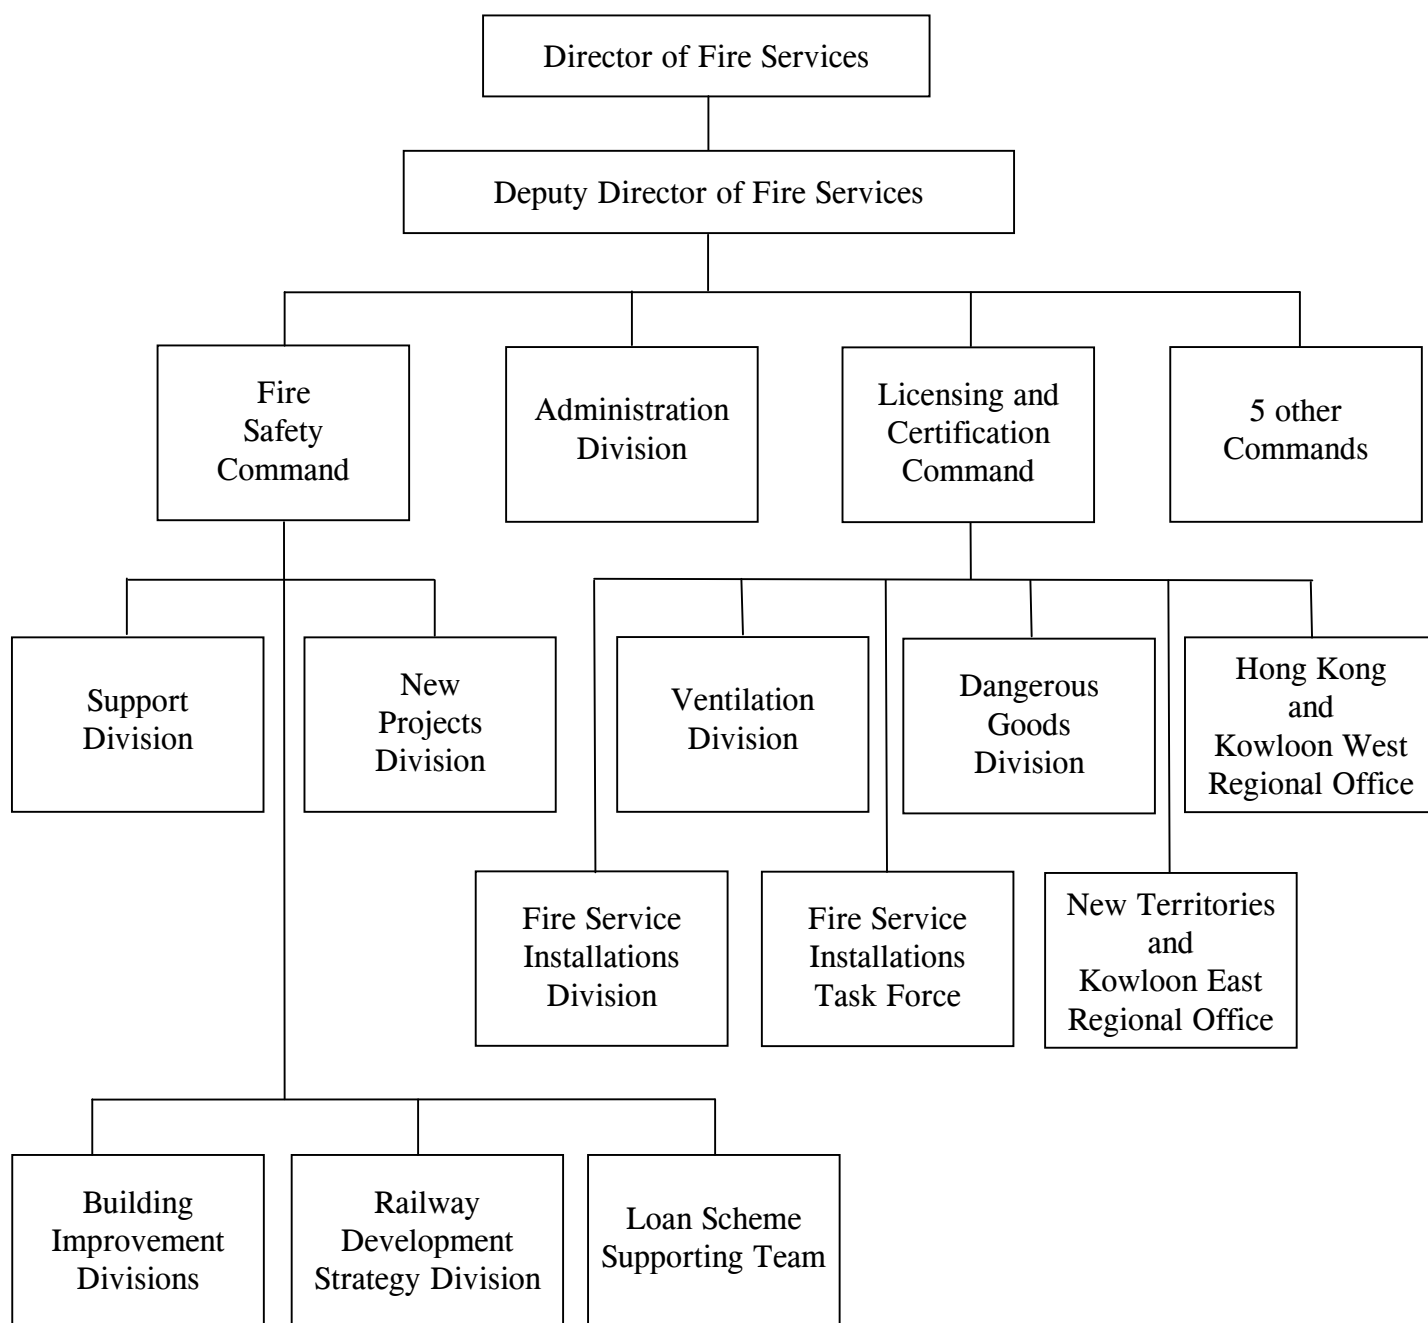 Director of Fire Services
Deputy Director of Fire Services
Fire
Safety
Command
Administration
Division
Licensing and
Certification
Command
5 other
Commands
Support
Division
New
Projects
Division
Ventilation
Division
Dangerous
Goods
Division
Hong Kong
and
Kowloon West
Regional Office
Fire Service
Installations
Division
Fire Service
Installations
Task Force
New Territories
and
Kowloon East
Regional Office
Building
Improvement
Divisions
Railway
Development
Strategy Division
Loan Scheme
Supporting Team